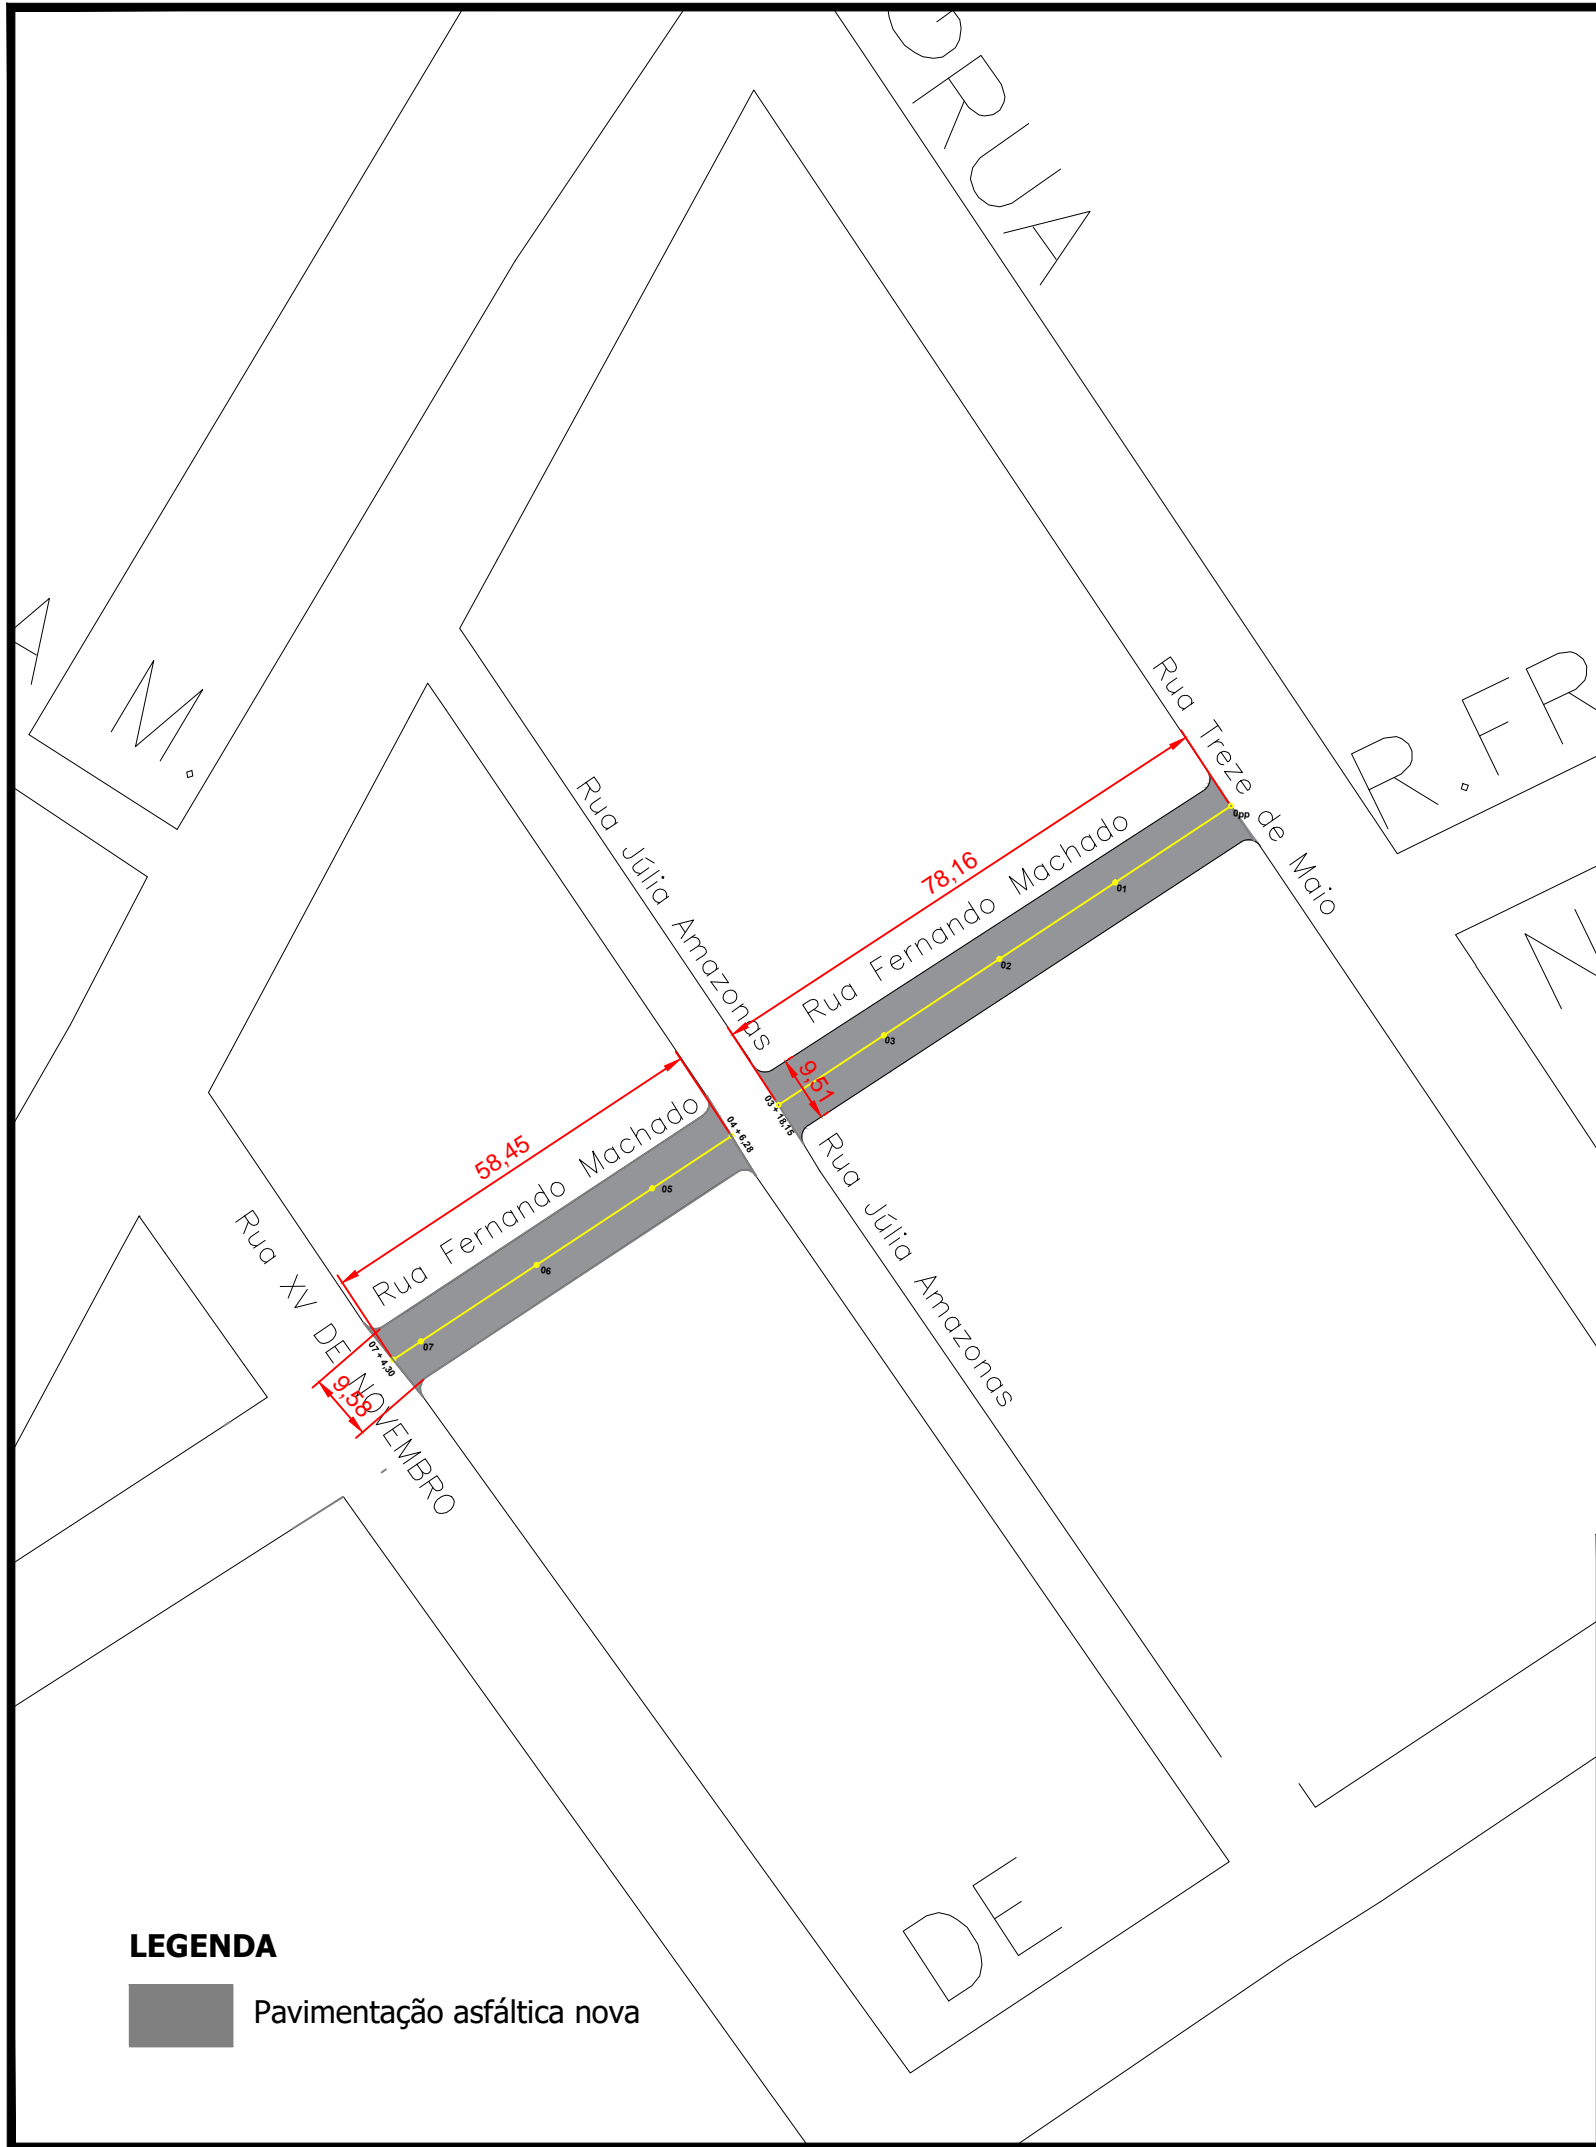 GRUA
A M.
R. FR
N
Rua Treze de Maio
Rua Júlia Amazonas
78,16
Rua Fernando Machado
0pp
01
02
03
9,51
03 + 18,15
04 + 6,28
58,45
Rua Fernando Machado
05
06
07
07 + 4,30
Rua Júlia Amazonas
Rua XV DE NOVEMBRO
9,58
DE
LEGENDA
Pavimentação asfáltica nova